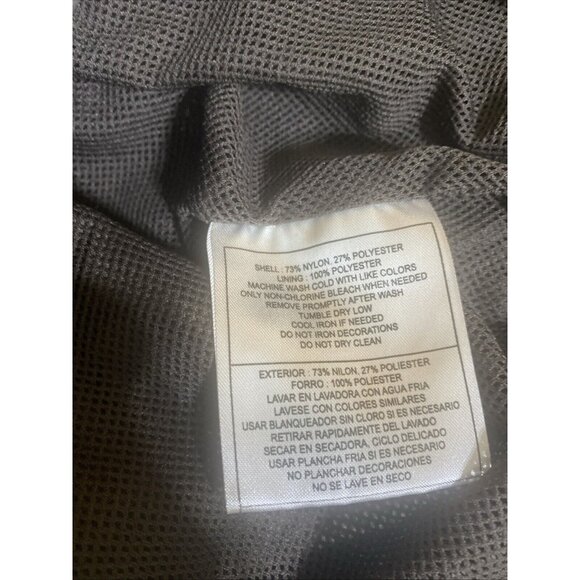 SHELL : 73% NYLON, 27% POLYESTER
LINING : 100% POLYESTER
MACHINE WASH COLD WITH LIKE COLORS
ONLY NON-CHLORINE BLEACH WHEN NEEDED
REMOVE PROMPTLY AFTER WASH
TUMBLE DRY LOW
COOL IRON IF NEEDED
DO NOT IRON DECORATIONS
DO NOT DRY CLEAN
EXTERIOR : 73% NILON, 27% POLIESTER
FORRO : 100% POLIESTER
LAVAR EN LAVADORA CON AGUA FRIA
LAVESE CON COLORES SIMILARES
USAR BLANQUEADOR SIN CLORO SI ES NECESARIO
RETIRAR RAPIDAMENTE DEL LAVADO
SECAR EN SECADORA, CICLO DELICADO
USAR PLANCHA FRIA SI ES NECESARIO
NO PLANCHAR DECORACIONES
NO SE LAVE EN SECO